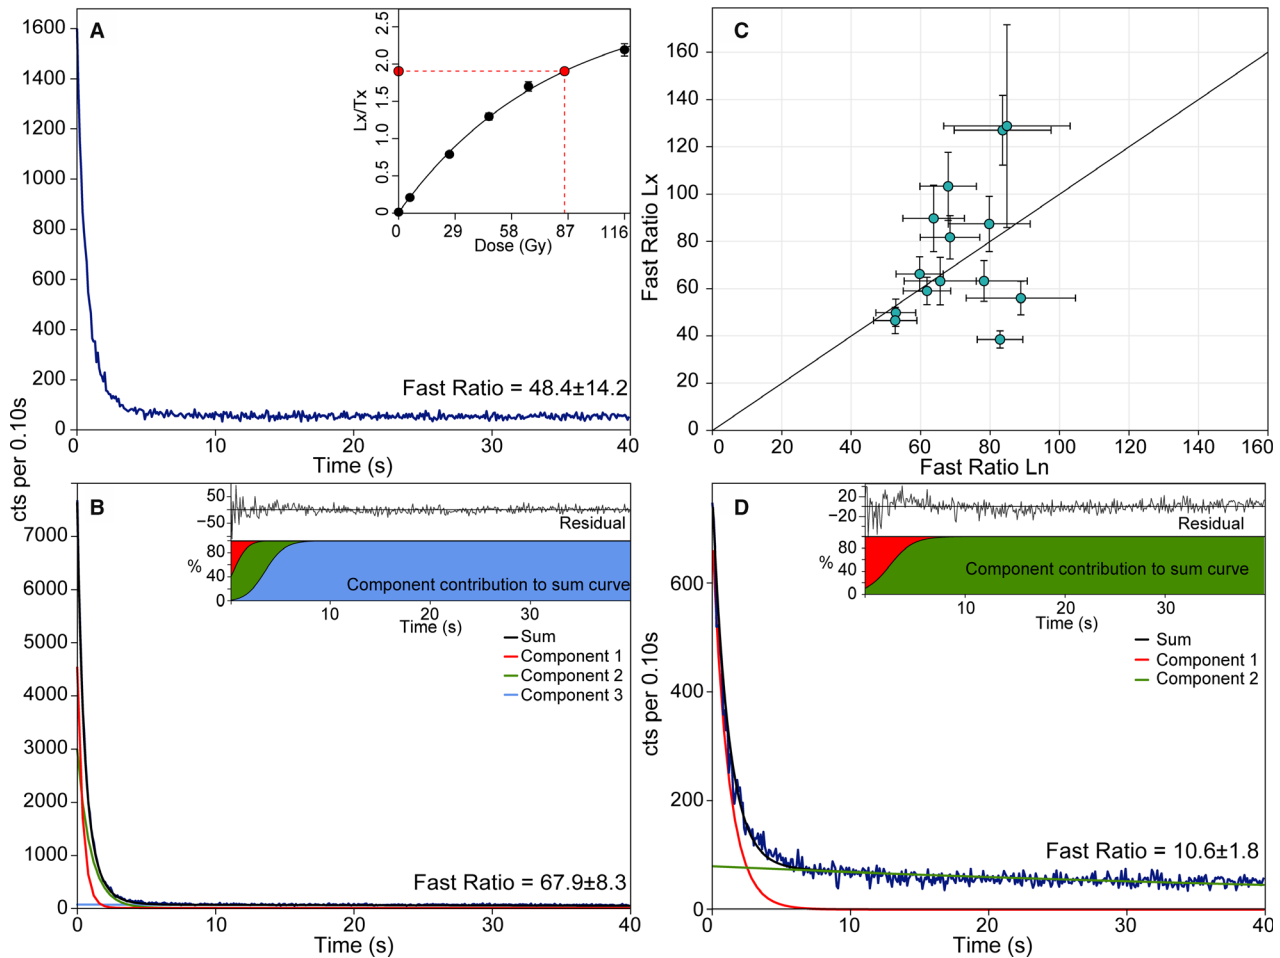 A
1600
1400
1200
1000
800
600
400
200
0
0 10 20 30 40
Time (s)
Fast Ratio = 48.4±14.2
Lx/Tx
2.5
2.0
1.5
1.0
0.5
0
0 29 58 87 116
Dose (Gy)
cts per 0.10s
C
Fast Ratio Lx
160
140
120
100
80
60
40
20
0
0 20 40 60 80 100 120 140 160
Fast Ratio Ln
B
7000
6000
5000
4000
3000
2000
1000
0
0 10 20 30 40
Time (s)
50
−50
Residual
%
80
40
0
Component contribution to sum curve
10 20 30
Time (s)
Sum
Component 1
Component 2
Component 3
Fast Ratio = 67.9±8.3
D
cts per 0.10s
600
400
200
0
0 10 20 30 40
Time (s)
20
−20
Residual
%
80
40
0
Component contribution to sum curve
10 20 30
Time (s)
Sum
Component 1
Component 2
Fast Ratio = 10.6±1.8